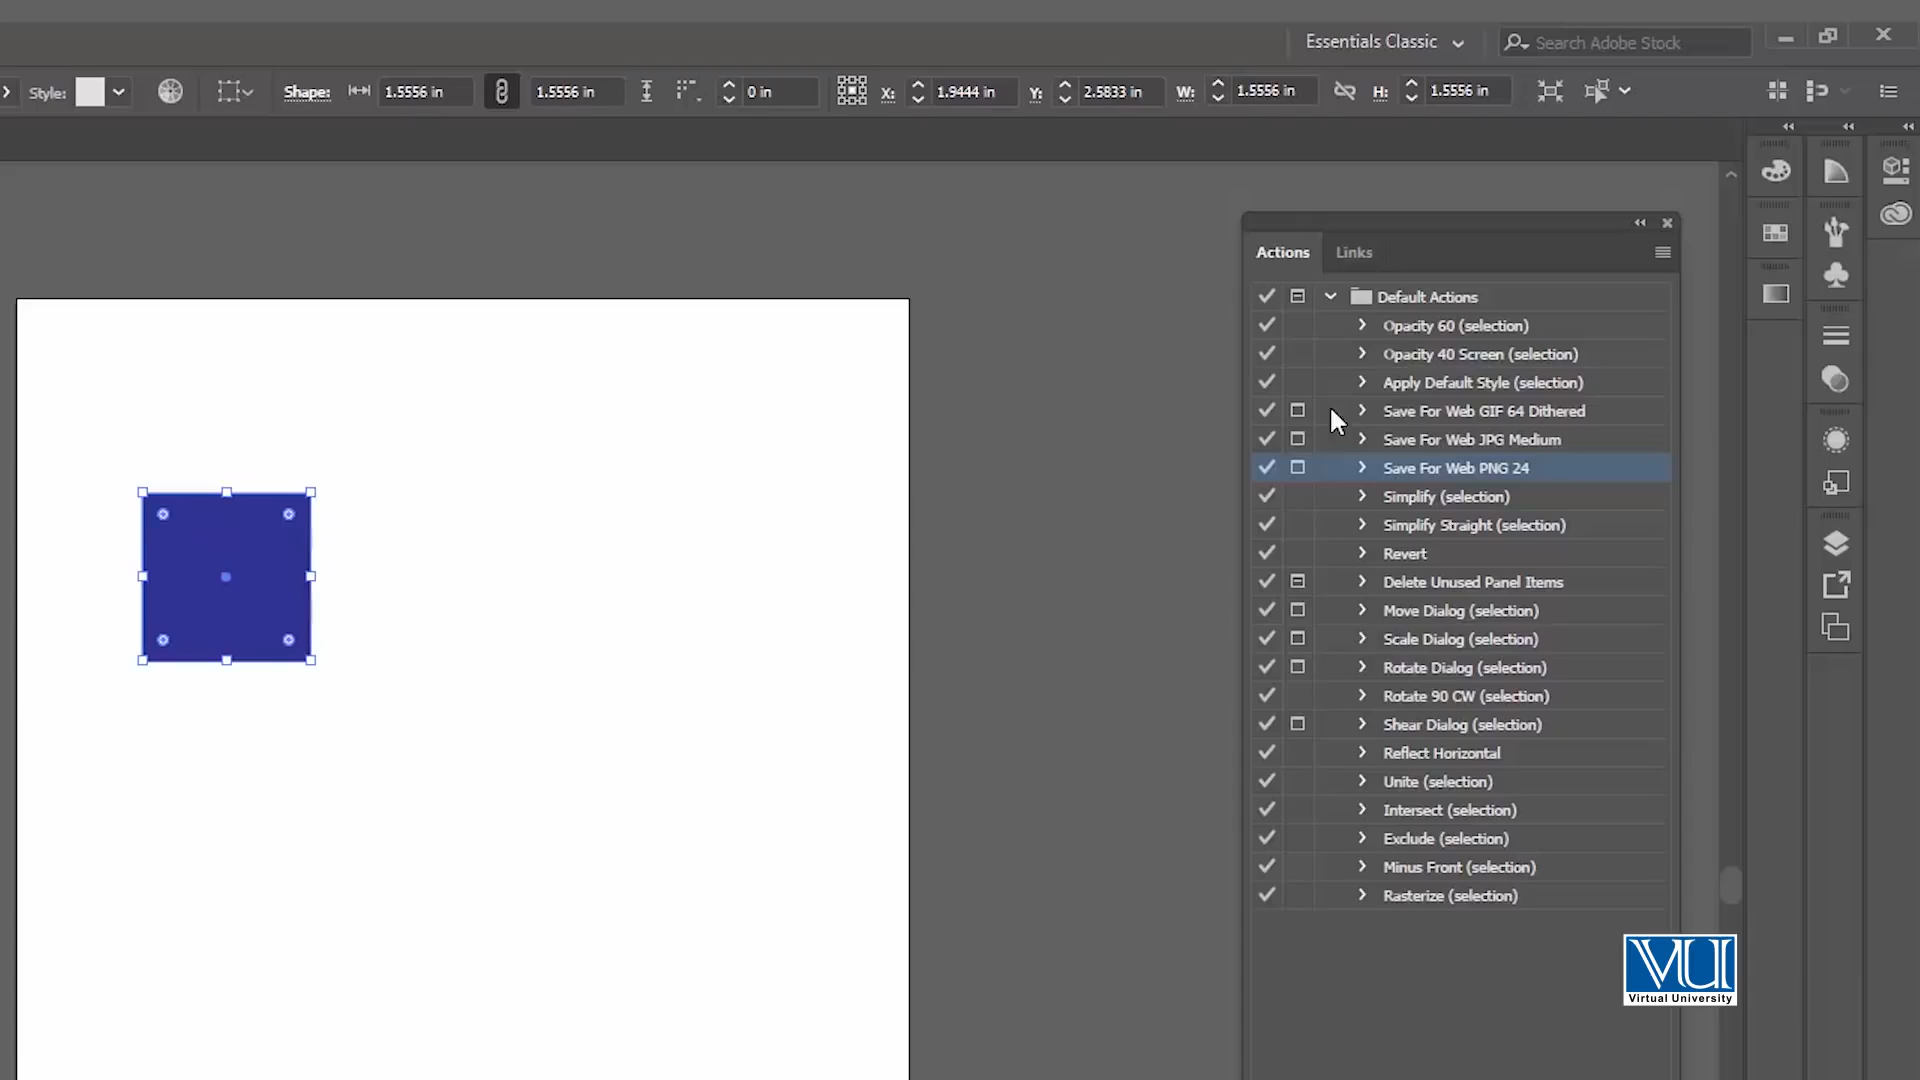 Essentials Classic
Search Adobe Stock
Style:
Shape:
1.5556 in
1.5556 in
0 in
X:
1.9444 in
Y:
2.5833 in
W:
1.5556 in
H:
1.5556 in
Actions
Links
Default Actions
Opacity 60 (selection)
Opacity 40 Screen (selection)
Apply Default Style (selection)
Save For Web GIF 64 Dithered
Save For Web JPG Medium
Save For Web PNG 24
Simplify (selection)
Simplify Straight (selection)
Revert
Delete Unused Panel Items
Move Dialog (selection)
Scale Dialog (selection)
Rotate Dialog (selection)
Rotate 90 CW (selection)
Shear Dialog (selection)
Reflect Horizontal
Unite (selection)
Intersect (selection)
Exclude (selection)
Minus Front (selection)
Rasterize (selection)
VU
Virtual University